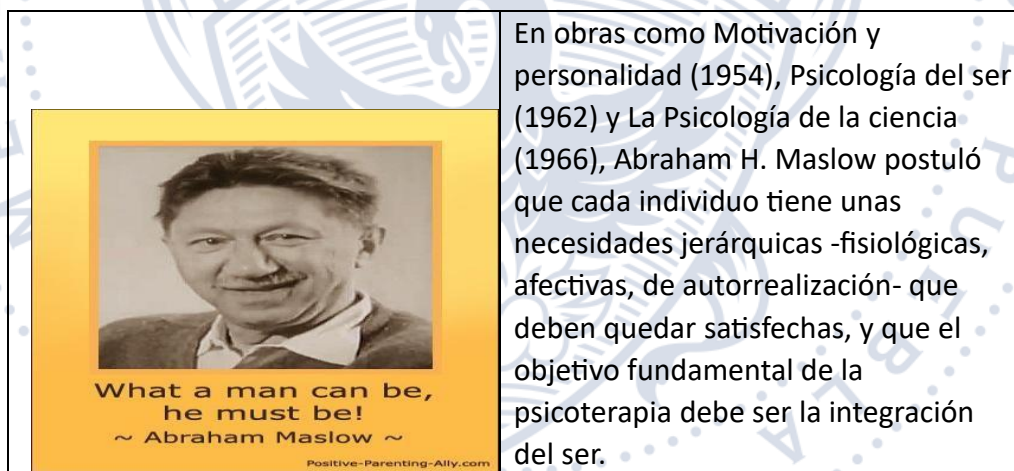 What a man can be,
he must be!
~ Abraham Maslow ~
Positive-Parenting-Ally.com
En obras como Motivación y
personalidad (1954), Psicología del ser
(1962) y La Psicología de la ciencia
(1966), Abraham H. Maslow postuló
que cada individuo tiene unas
necesidades jerárquicas -fisiológicas,
afectivas, de autorrealización- que
deben quedar satisfechas, y que el
objetivo fundamental de la
psicoterapia debe ser la integración
del ser.